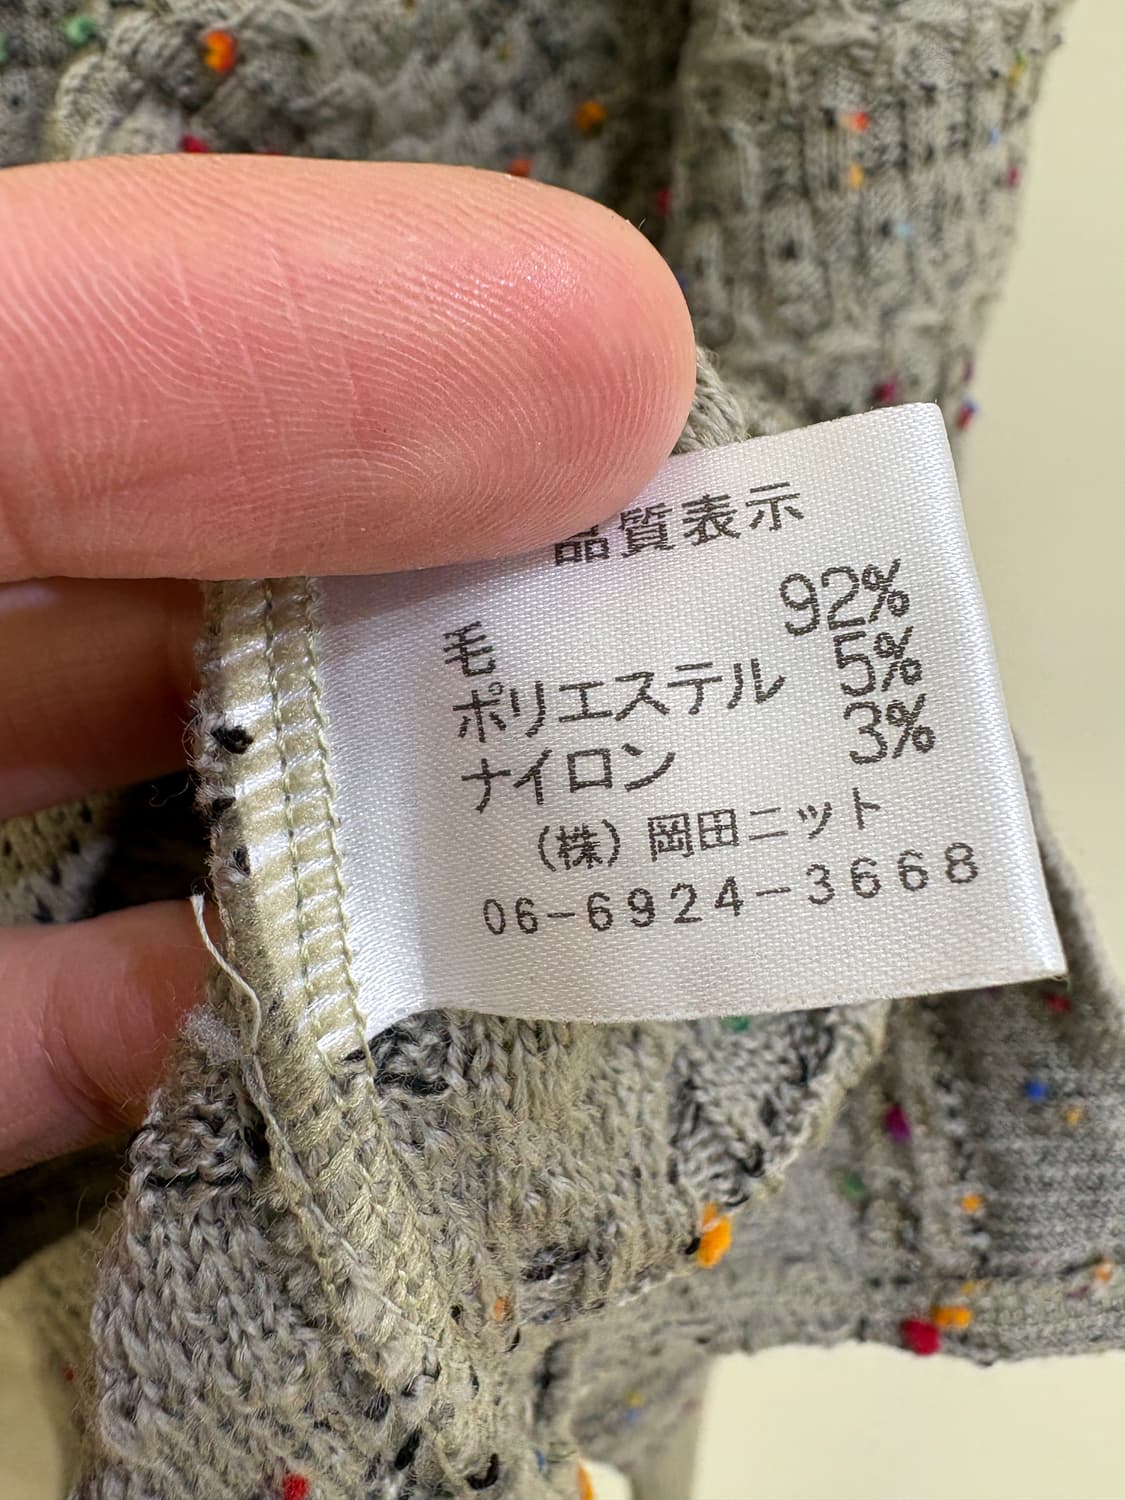 品質表示
毛 92%
ポリエステル 5%
ナイロン 3%
(株) 岡田ニット
06-6924-3668